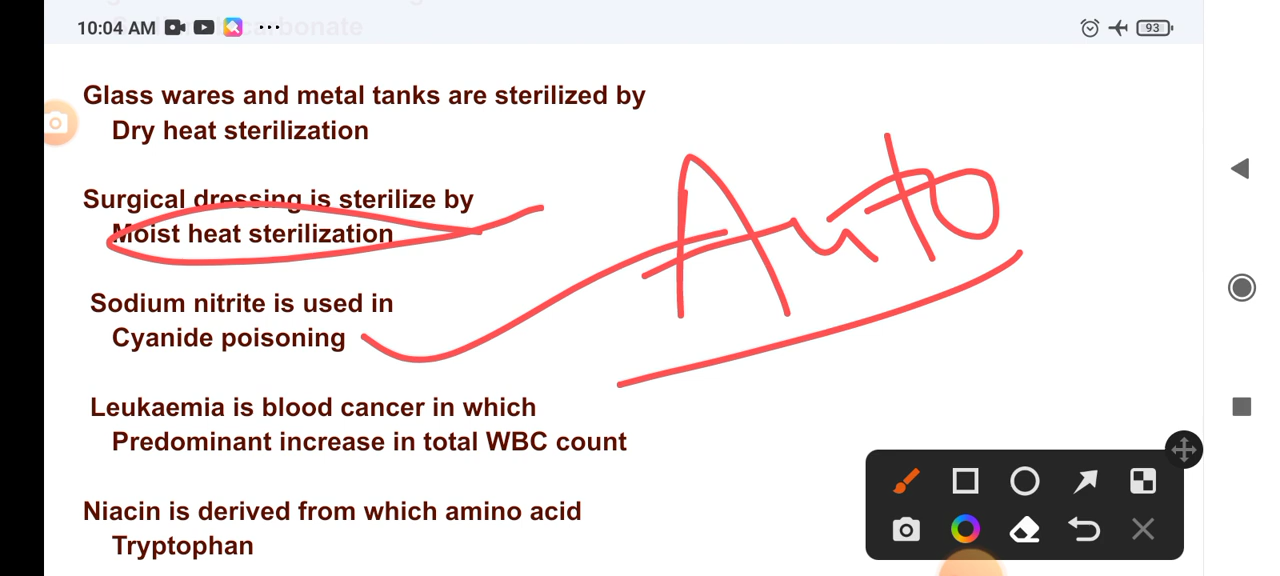 10:04 AM
93
carbonate
Glass wares and metal tanks are sterilized by
Dry heat sterilization
Surgical dressing is sterilize by
Moist heat sterilization
Auto
Sodium nitrite is used in
Cyanide poisoning
Leukaemia is blood cancer in which
Predominant increase in total WBC count
Niacin is derived from which amino acid
Tryptophan